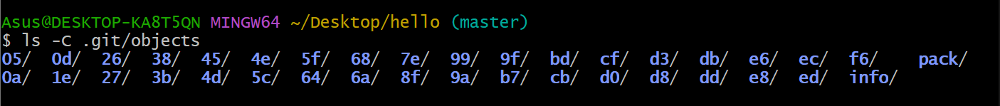 Asus@DESKTOP-KA8T5QN MINGW64 ~/Desktop/hello (master)
$ ls -C .git/objects
05/  0d/  26/  38/  45/  4e/  5f/  68/  7e/  99/  9f/  bd/  cf/  d3/  db/  e6/  ec/  f6/    pack/
0a/  1e/  27/  3b/  4d/  5c/  64/  6a/  8f/  9a/  b7/  cb/  d0/  d8/  dd/  e8/  ed/  info/